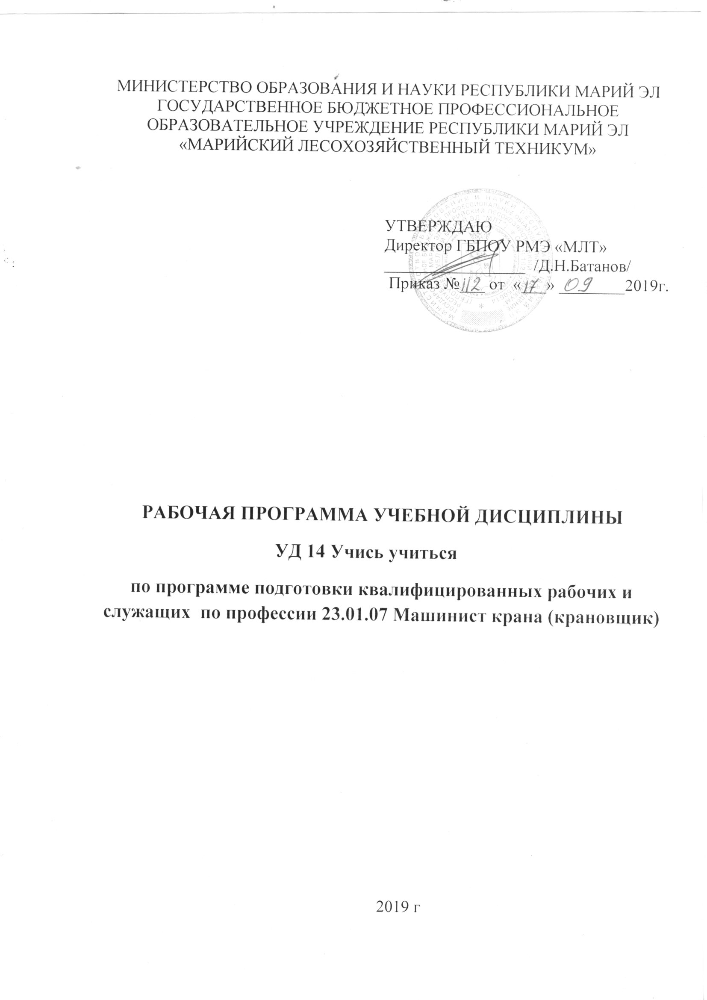 МИНИСТЕРСТВО ОБРАЗОВАНИЯ И НАУКИ РЕСПУБЛИКИ МАРИЙ ЭЛ
ГОСУДАРСТВЕННОЕ БЮДЖЕТНОЕ ПРОФЕССИОНАЛЬНОЕ
ОБРАЗОВАТЕЛЬНОЕ УЧРЕЖДЕНИЕ РЕСПУБЛИКИ МАРИЙ ЭЛ
«МАРИЙСКИЙ ЛЕСОХОЗЯЙСТВЕННЫЙ ТЕХНИКУМ»
УТВЕРЖДАЮ
Директор ГБПОУ РМЭ «МЛТ»
/Д.Н.Батанов/
Приказ №112 от «17» 09 2019г.
РАБОЧАЯ ПРОГРАММА УЧЕБНОЙ ДИСЦИПЛИНЫ
УД 14 Учись учиться
по программе подготовки квалифицированных рабочих и
служащих по профессии 23.01.07 Машинист крана (крановщик)
2019 г